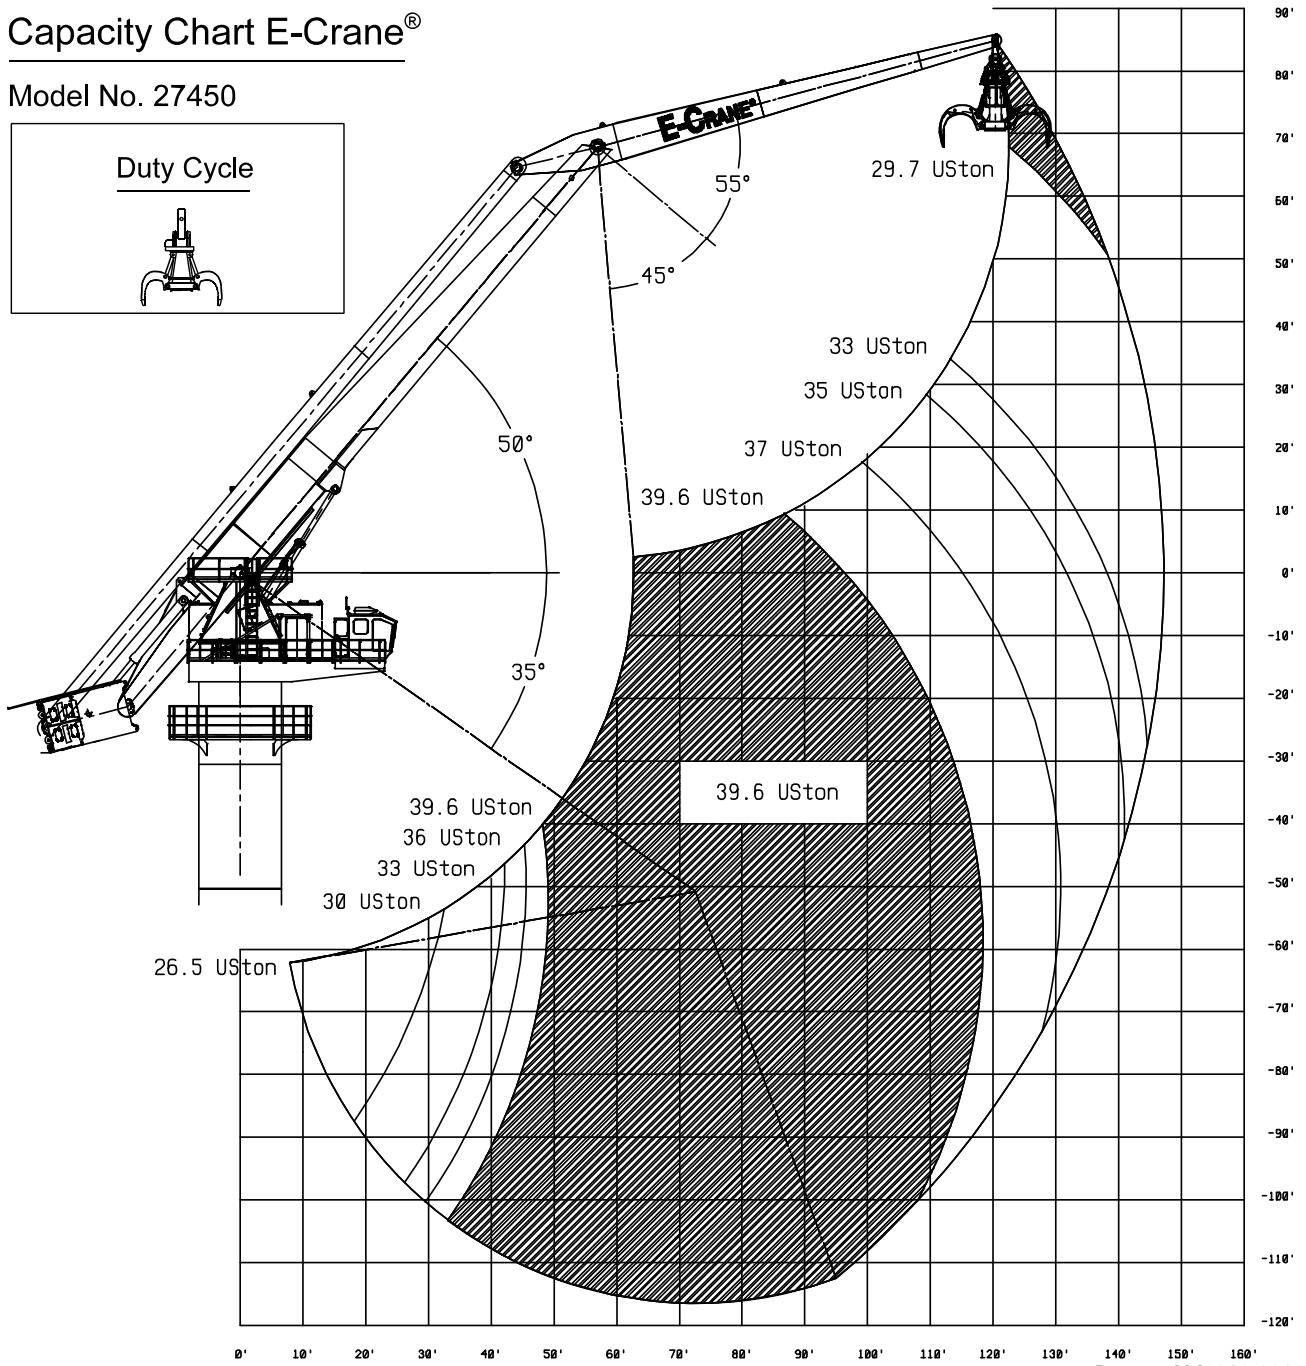 Capacity Chart E-Crane®
Model No. 27450
Duty Cycle
E-CRANE®
29.7 USton
55°
45°
33 USton
35 USton
37 USton
39.6 USton
50°
35°
39.6 USton
39.6 USton
36 USton
33 USton
30 USton
26.5 USton
90'
80'
70'
60'
50'
40'
30'
20'
10'
0'
-10'
-20'
-30'
-40'
-50'
-60'
-70'
-80'
-90'
-100'
-110'
-120'
0' 10' 20' 30' 40' 50' 60' 70' 80' 90' 100' 110' 120' 130' 140' 150' 160'